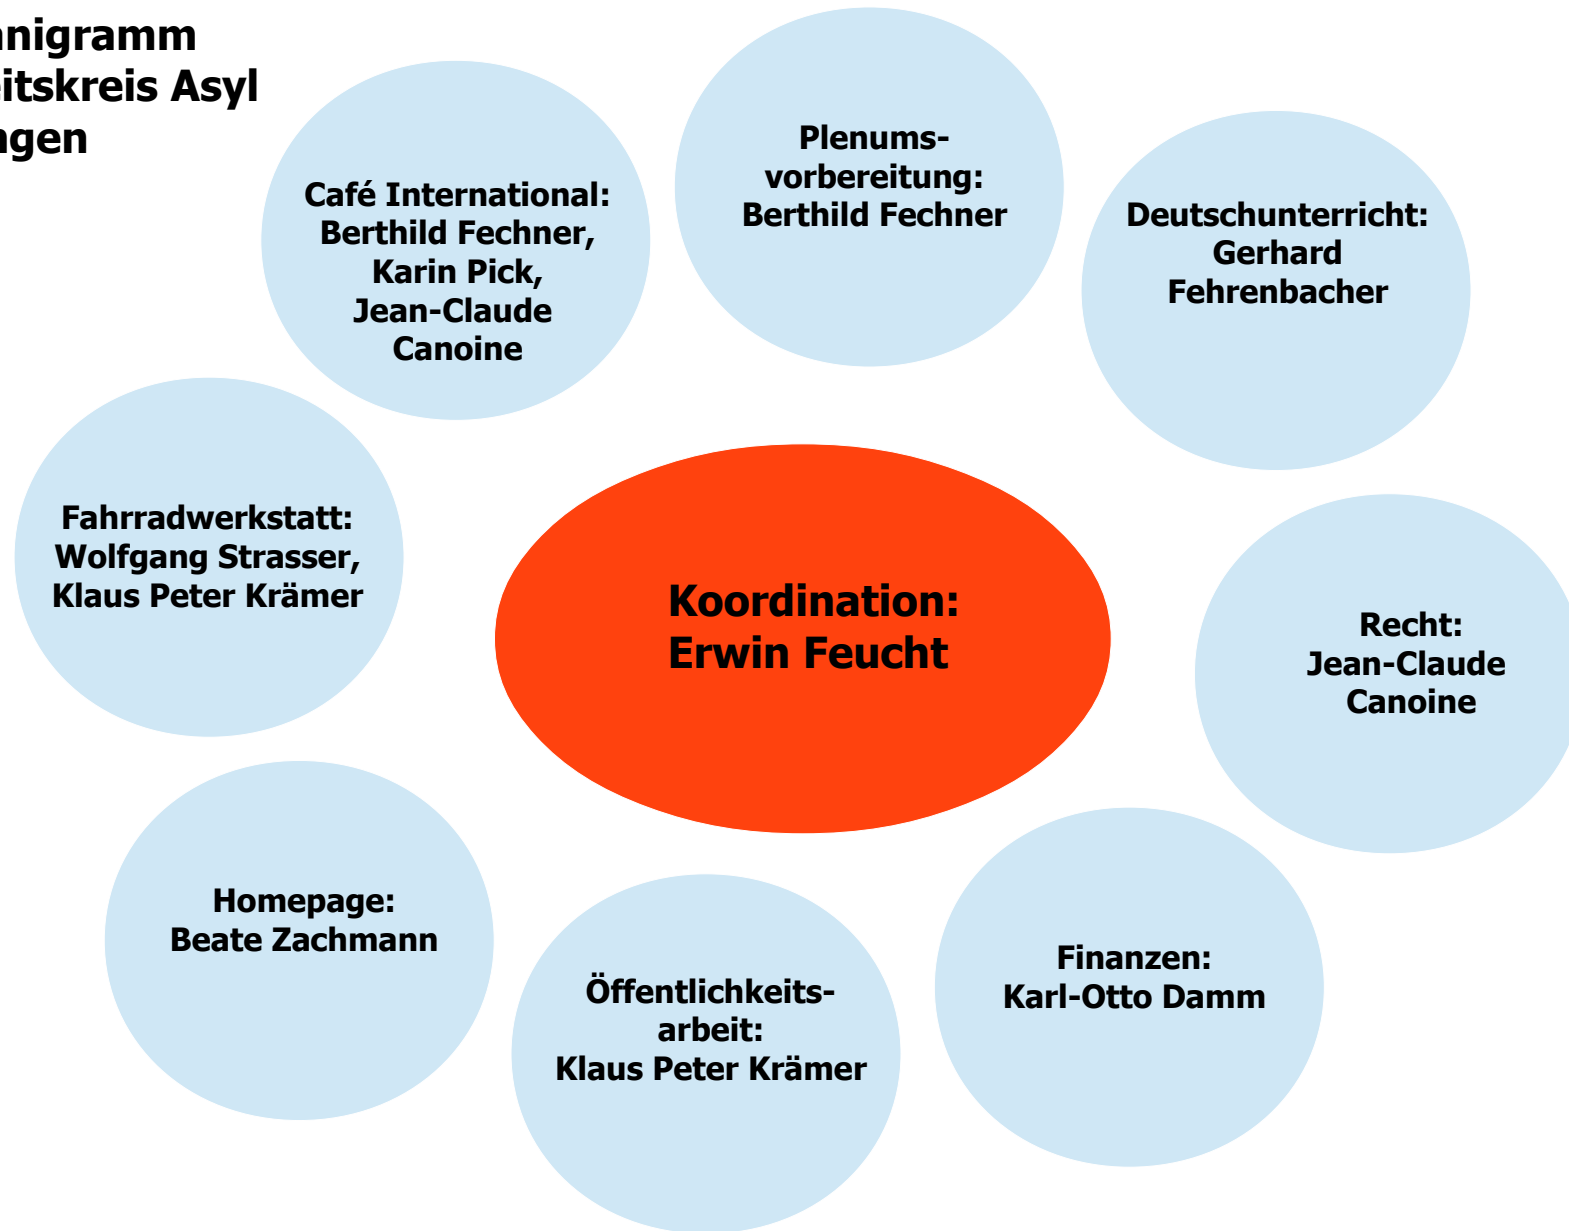 nigramm
eitskreis Asyl
ngen
Plenums-
vorbereitung:
Berthild Fechner
Café International:
Berthild Fechner,
Karin Pick,
Jean-Claude
Canoine
Deutschunterricht:
Gerhard
Fehrenbacher
Fahrradwerkstatt:
Wolfgang Strasser,
Klaus Peter Krämer
Koordination:
Erwin Feucht
Recht:
Jean-Claude
Canoine
Homepage:
Beate Zachmann
Finanzen:
Karl-Otto Damm
Öffentlichkeits-
arbeit:
Klaus Peter Krämer